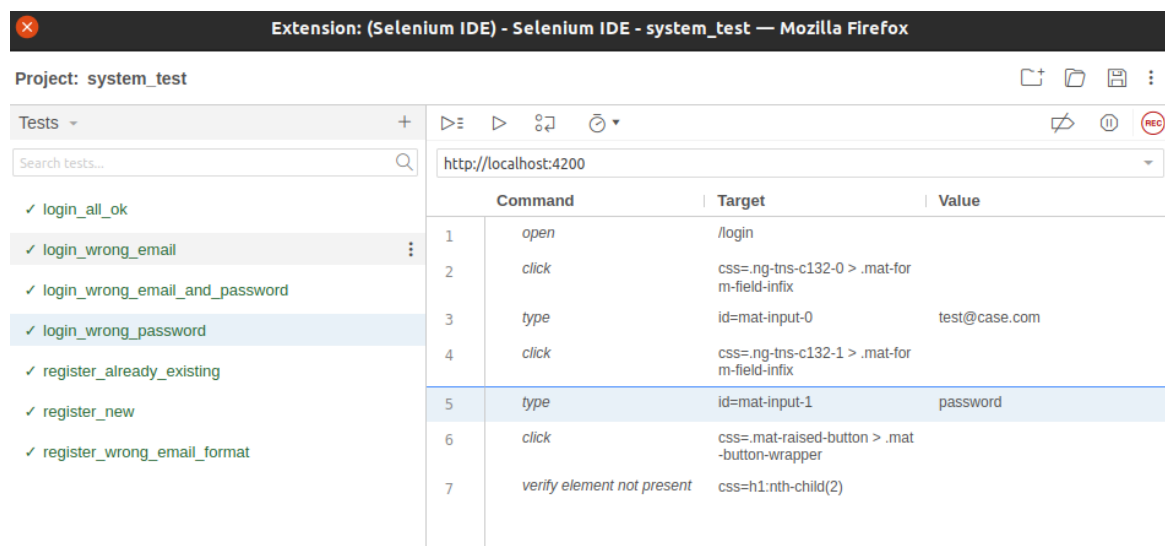 Extension: (Selenium IDE) - Selenium IDE - system_test — Mozilla Firefox
Project: system_test
Tests
Search tests...
✓ login_all_ok
✓ login_wrong_email
✓ login_wrong_email_and_password
✓ login_wrong_password
✓ register_already_existing
✓ register_new
✓ register_wrong_email_format
REC
http://localhost:4200
Command Target Value
1 open /login
2 click css=.ng-tns-c132-0 > .mat-for
m-field-infix
3 type id=mat-input-0 test@case.com
4 click css=.ng-tns-c132-1 > .mat-for
m-field-infix
5 type id=mat-input-1 password
6 click css=.mat-raised-button > .mat
-button-wrapper
7 verify element not present css=h1:nth-child(2)